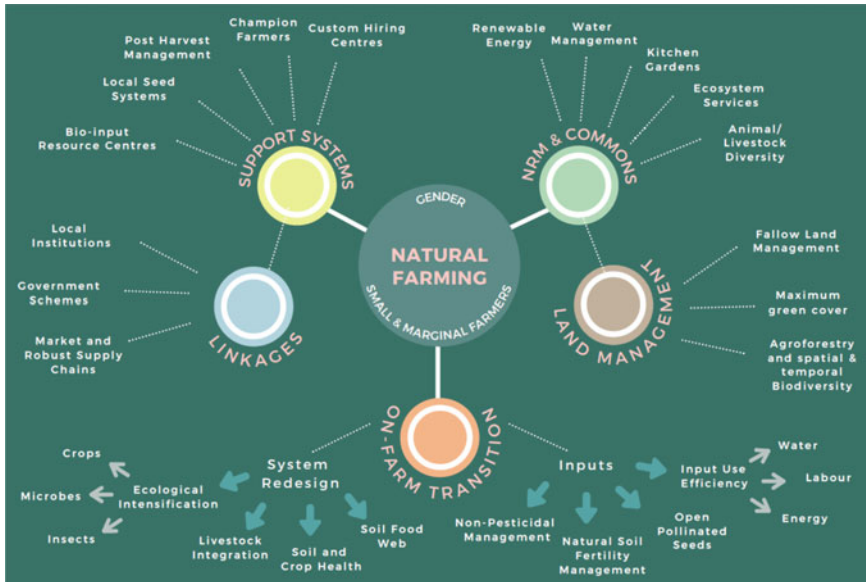 Champion
Farmers
Custom Hiring
Centres
Post Harvest
Management
Local Seed
Systems
Bio-input
Resource Centres
SUPPORT SYSTEMS
Renewable
Energy
Water
Management
Kitchen
Gardens
Ecosystem
Services
Animal/
Livestock
Diversity
NRM & COMMONS
GENDER
NATURAL
FARMING
SMALL & MARGINAL FARMERS
Local
Institutions
Government
Schemes
Market and
Robust Supply
Chains
LINKAGES
Fallow Land
Management
Maximum
green cover
Agroforestry
and spatial &
temporal
Biodiversity
LAND MANAGEMENT
ON-FARM TRANSITION
System
Redesign
Ecological
Intensification
Crops
Microbes
Insects
Livestock
Integration
Soil and
Crop Health
Soil Food
Web
Inputs
Non-Pesticidal
Management
Natural Soil
Fertility
Management
Open
Pollinated
Seeds
Input Use
Efficiency
Water
Labour
Energy